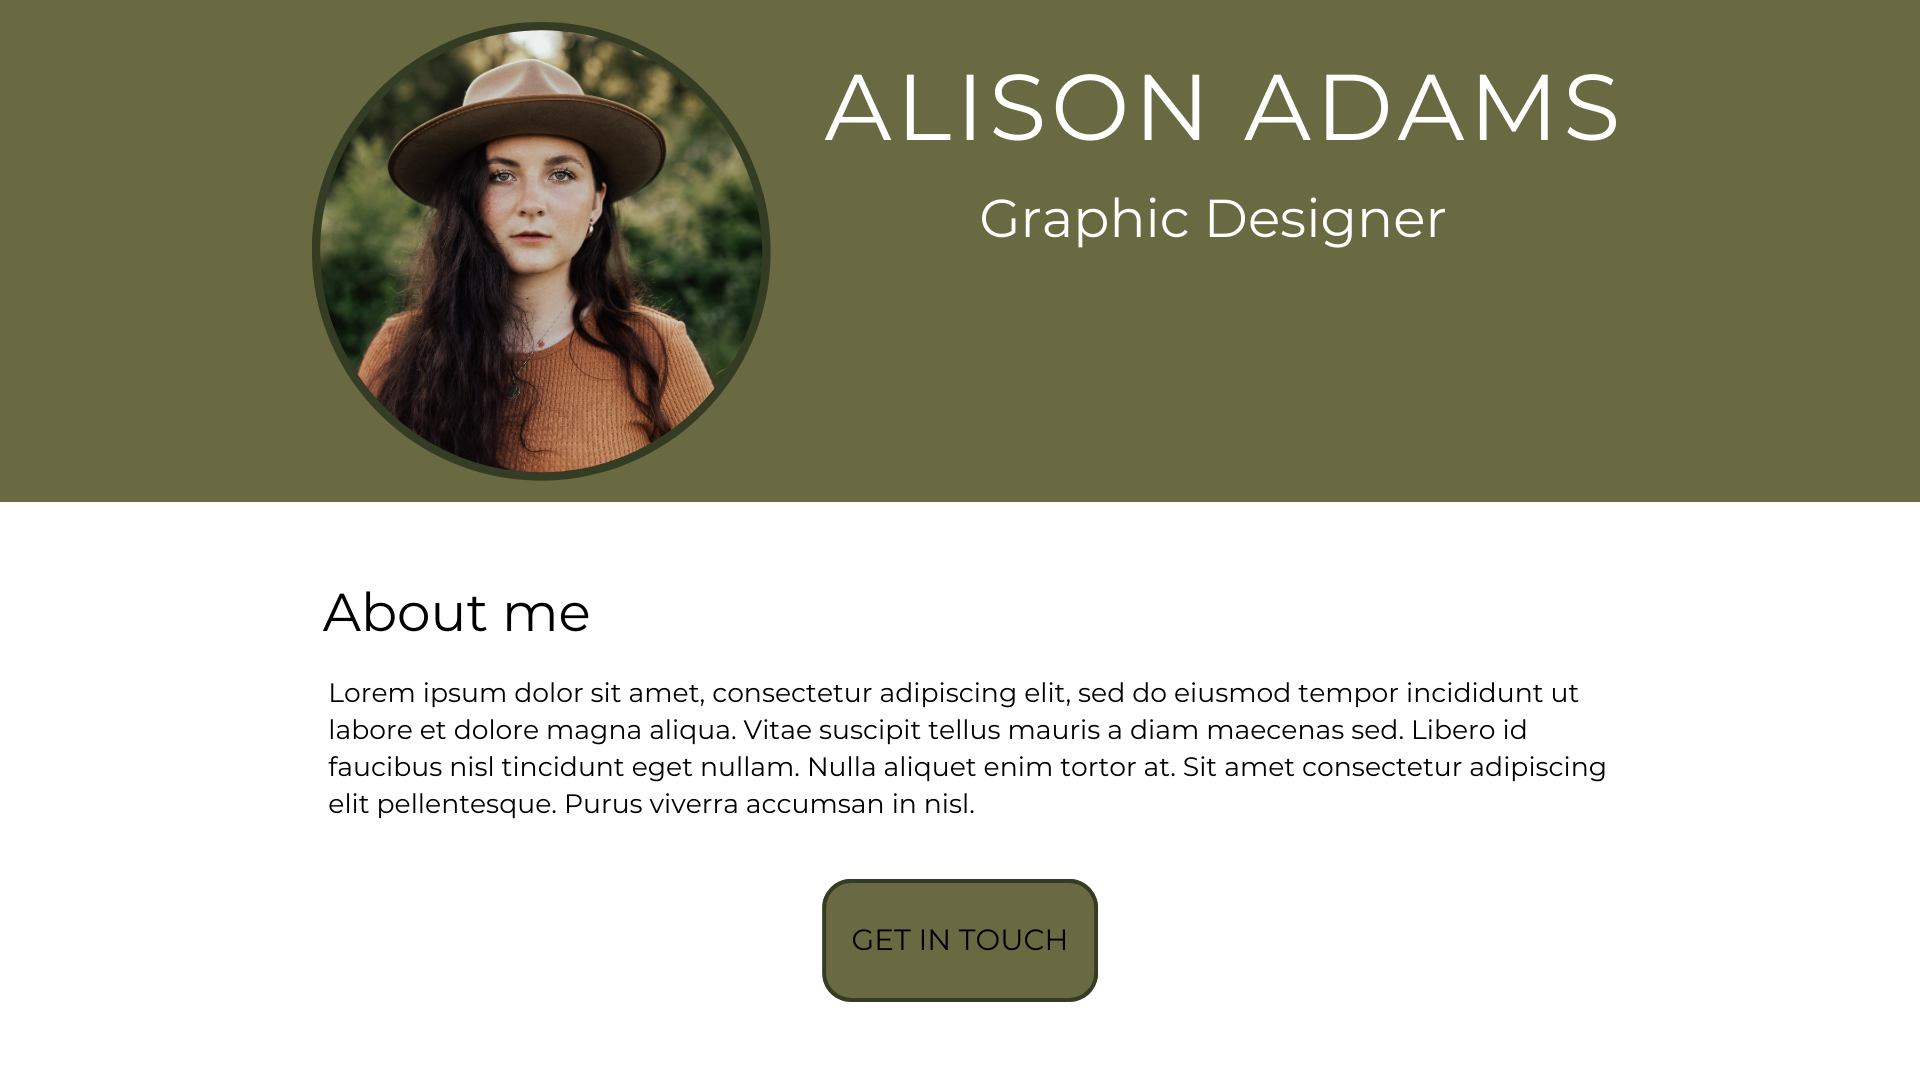 ALISON ADAMS
Graphic Designer
About me
Lorem ipsum dolor sit amet, consectetur adipiscing elit, sed do eiusmod tempor incididunt ut
labore et dolore magna aliqua. Vitae suscipit tellus mauris a diam maecenas sed. Libero id
faucibus nisl tincidunt eget nullam. Nulla aliquet enim tortor at. Sit amet consectetur adipiscing
elit pellentesque. Purus viverra accumsan in nisl.
GET IN TOUCH